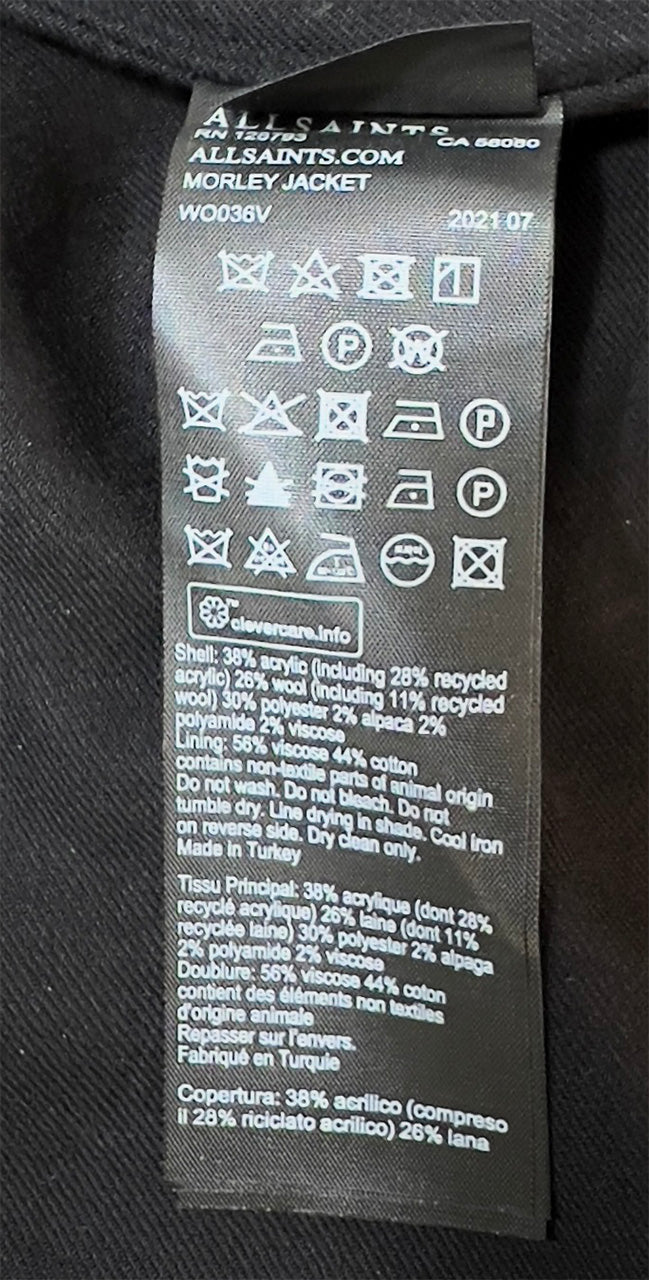 ALLSAINTS
RN 128793 CA 56080
ALLSAINTS.COM
MORLEY JACKET
WO036V 2021 07
P W
P
P
™
clevercare.info
Shell: 38% acrylic (including 28% recycled
acrylic) 26% wool (including 11% recycled
wool) 30% polyester 2% alpaca 2%
polyamide 2% viscose
Lining: 56% viscose 44% cotton
contains non-textile parts of animal origin
Do not wash. Do not bleach. Do not
tumble dry. Line drying in shade. Cool iron
on reverse side. Dry clean only.
Made in Turkey
Tissu Principal: 38% acrylique (dont 28%
recyclé acrylique) 26% laine (dont 11%
recyclée laine) 30% polyester 2% alpaga
2% polyamide 2% viscose
Doublure: 56% viscose 44% coton
contient des éléments non textiles
d'origine animale
Repasser sur l'envers.
Fabriqué en Turquie
Copertura: 38% acrilico (compreso
il 28% riciclato acrilico) 26% lana